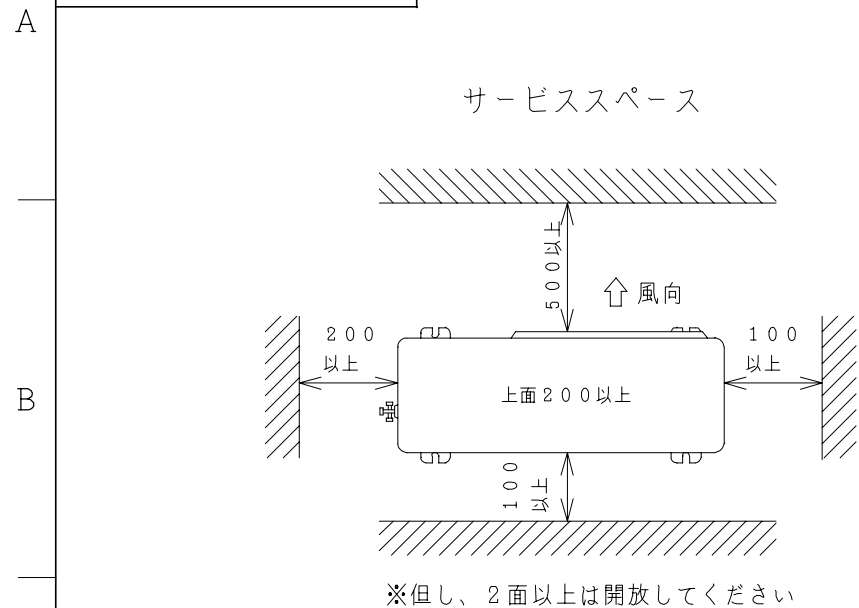 A
サービススペース
500以上
風向
200
以上
100
以上
B
上面200以上
100
以上
※但し、2面以上は開放してください